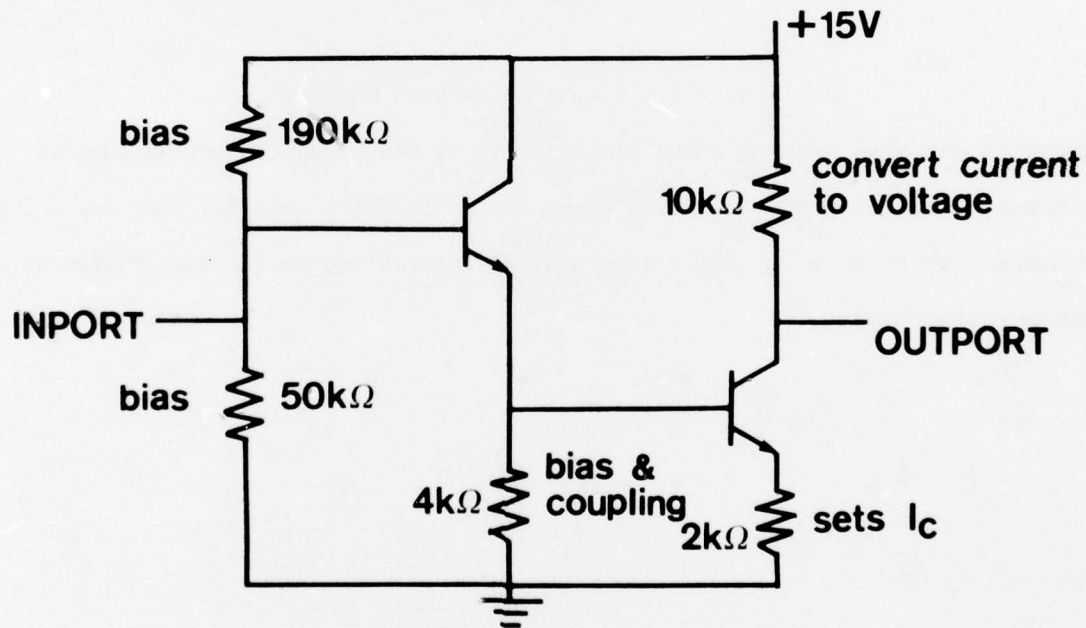 +15V
bias 190kΩ
10kΩ convert current
to voltage
INPORT
OUTPORT
bias 50kΩ
4kΩ bias &
coupling
2kΩ sets IC